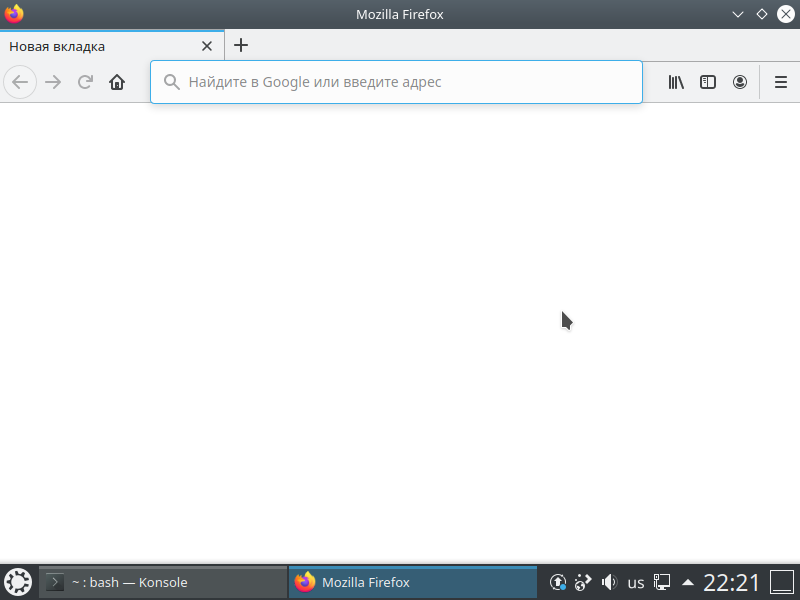 Mozilla Firefox
Новая вкладка
Найдите в Google или введите адрес
~ : bash — Konsole
Mozilla Firefox
us
22:21